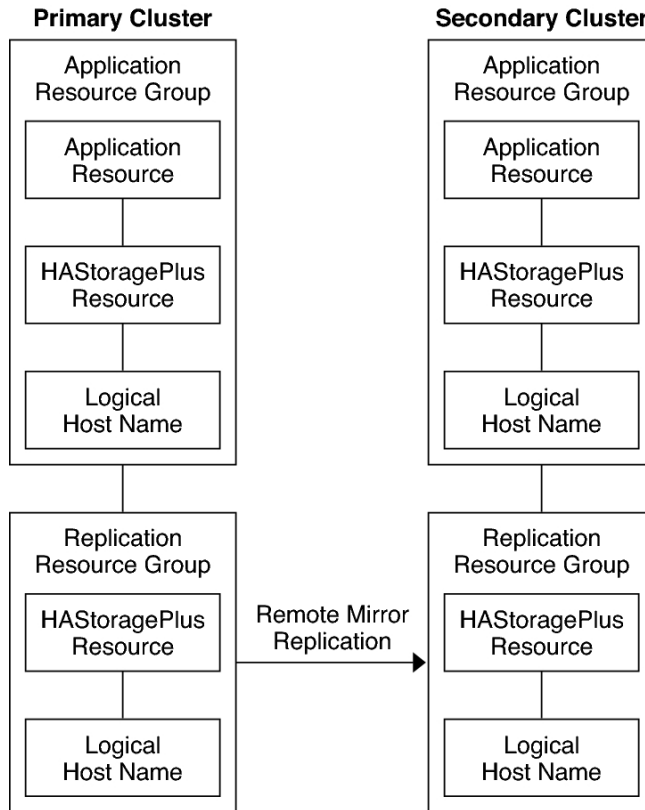 Primary Cluster
Application
Resource Group
Application
Resource
HAStoragePlus
Resource
Logical
Host Name
Replication
Resource Group
HAStoragePlus
Resource
Logical
Host Name
Remote Mirror
Replication
Secondary Cluster
Application
Resource Group
Application
Resource
HAStoragePlus
Resource
Logical
Host Name
Replication
Resource Group
HAStoragePlus
Resource
Logical
Host Name